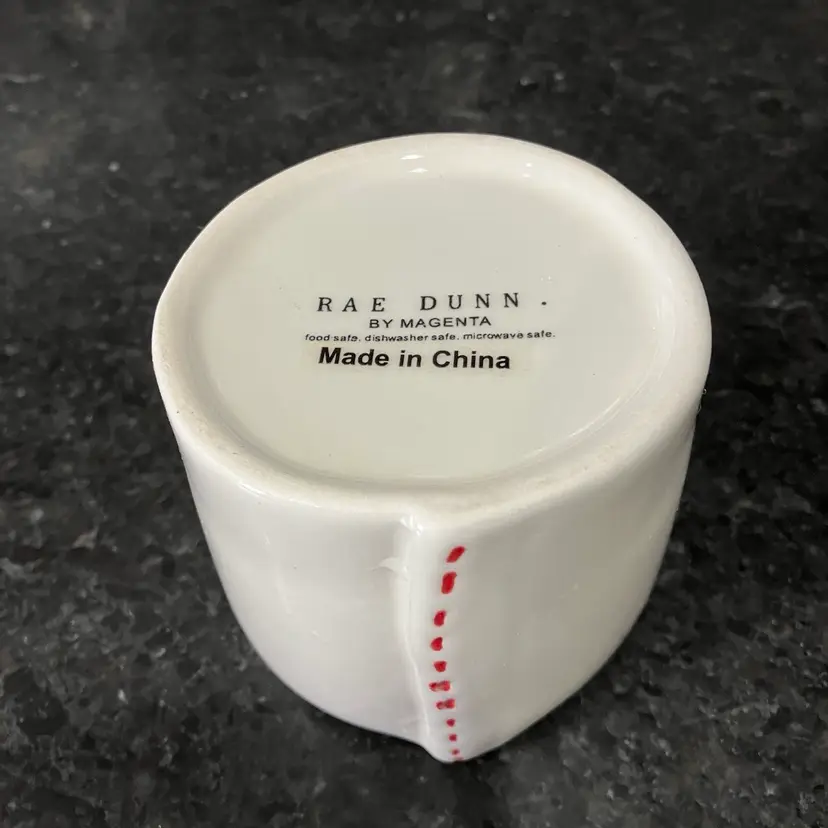 RAE DUNN.
BY MAGENTA
food safe. dishwasher safe. microwave safe.
Made in China